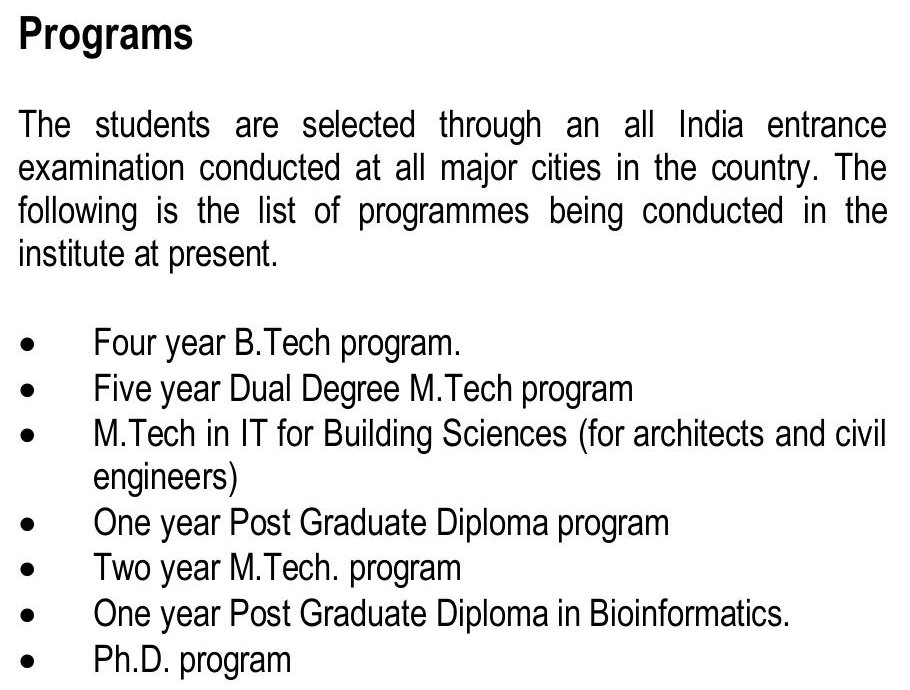 Programs
The students are selected through an all India entrance
examination conducted at all major cities in the country. The
following is the list of programmes being conducted in the
institute at present.
• Four year B.Tech program.
• Five year Dual Degree M.Tech program
• M.Tech in IT for Building Sciences (for architects and civil
engineers)
• One year Post Graduate Diploma program
• Two year M.Tech. program
• One year Post Graduate Diploma in Bioinformatics.
• Ph.D. program